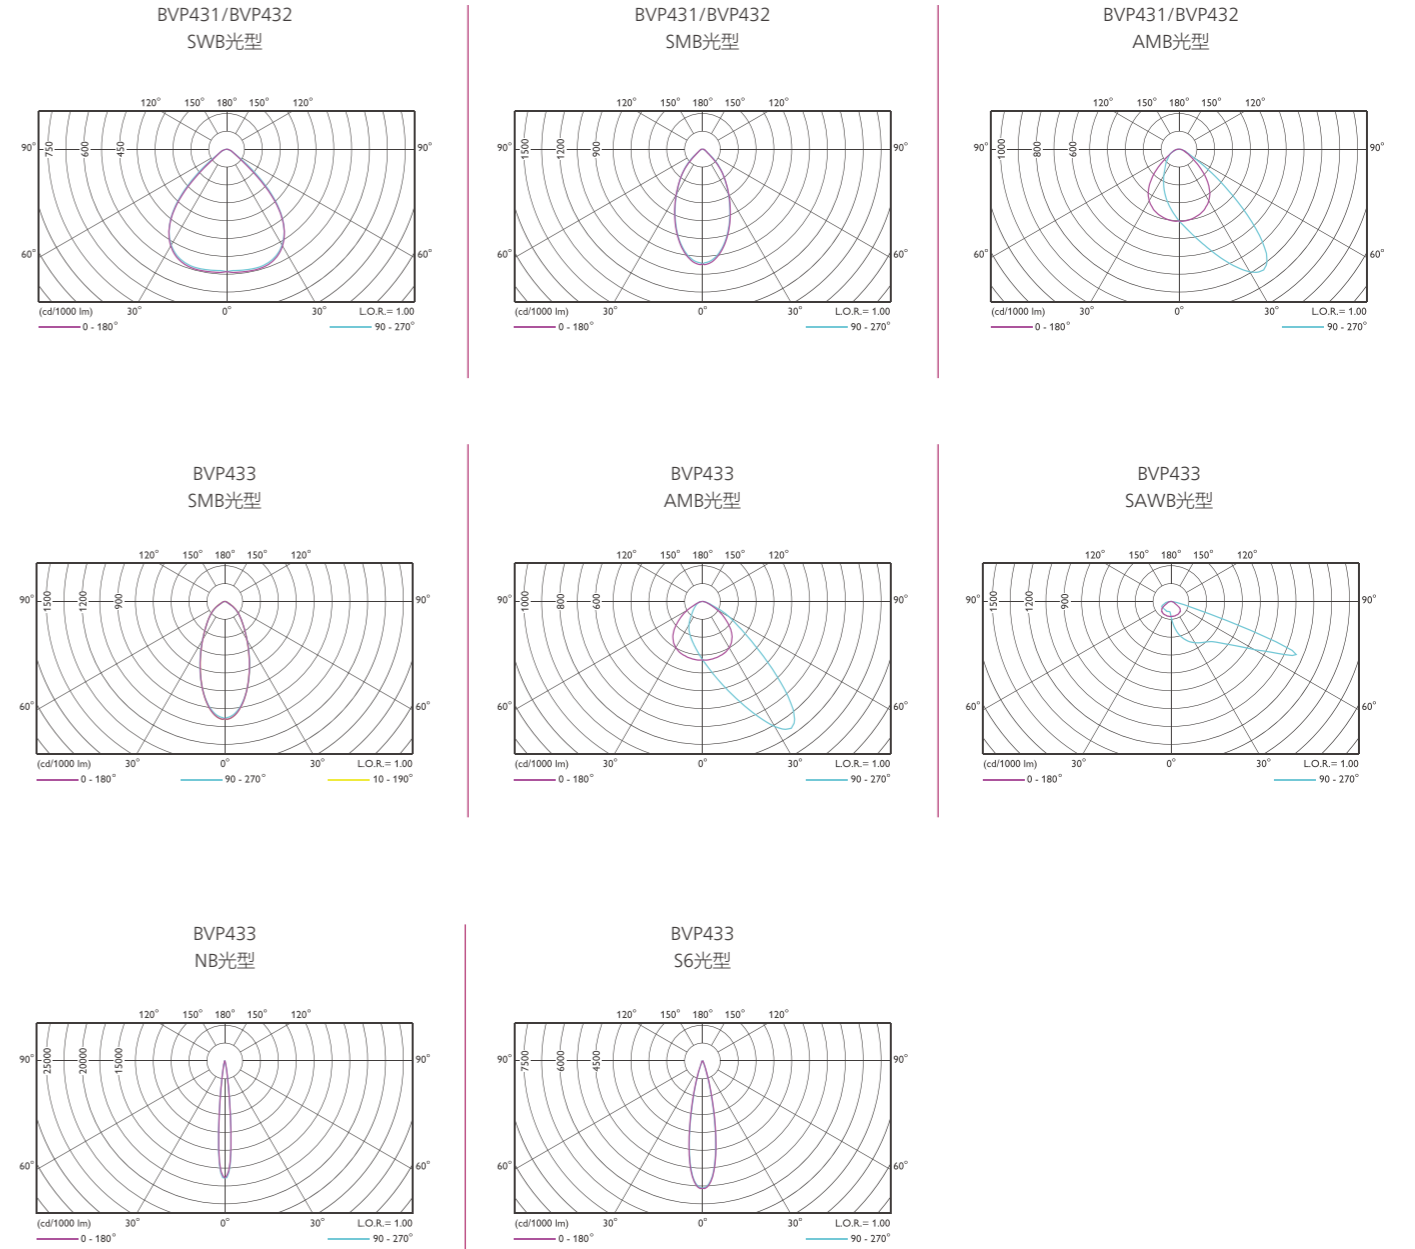 BVP431/BVP432
SWB光型
120° 150° 180° 150° 120°
90° 750 600 450 90°
60° 60°
(cd/1000 lm) 30° 0° 30° L.O.R.= 1.00
0 - 180° 90 - 270°
BVP431/BVP432
SMB光型
120° 150° 180° 150° 120°
90° 1500 1200 900 90°
60° 60°
(cd/1000 lm) 30° 0° 30° L.O.R.= 1.00
0 - 180° 90 - 270°
BVP431/BVP432
AMB光型
120° 150° 180° 150° 120°
90° 1000 800 600 90°
60° 60°
(cd/1000 lm) 30° 0° 30° L.O.R.= 1.00
0 - 180° 90 - 270°
BVP433
SMB光型
120° 150° 180° 150° 120°
90° 1500 1200 900 90°
60° 60°
(cd/1000 lm) 30° 0° 30° L.O.R.= 1.00
0 - 180° 90 - 270° 10 - 190°
BVP433
AMB光型
120° 150° 180° 150° 120°
90° 1000 800 600 90°
60° 60°
(cd/1000 lm) 30° 0° 30° L.O.R.= 1.00
0 - 180° 90 - 270°
BVP433
SAWB光型
120° 150° 180° 150° 120°
90° 1500 1200 900 90°
60° 60°
(cd/1000 lm) 30° 0° 30° L.O.R.= 1.00
0 - 180° 90 - 270°
BVP433
NB光型
120° 150° 180° 150° 120°
90° 25000 20000 15000 90°
60° 60°
(cd/1000 lm) 30° 0° 30° L.O.R.= 1.00
0 - 180° 90 - 270°
BVP433
S6光型
120° 150° 180° 150° 120°
90° 7500 6000 4500 90°
60° 60°
(cd/1000 lm) 30° 0° 30° L.O.R.= 1.00
0 - 180° 90 - 270°